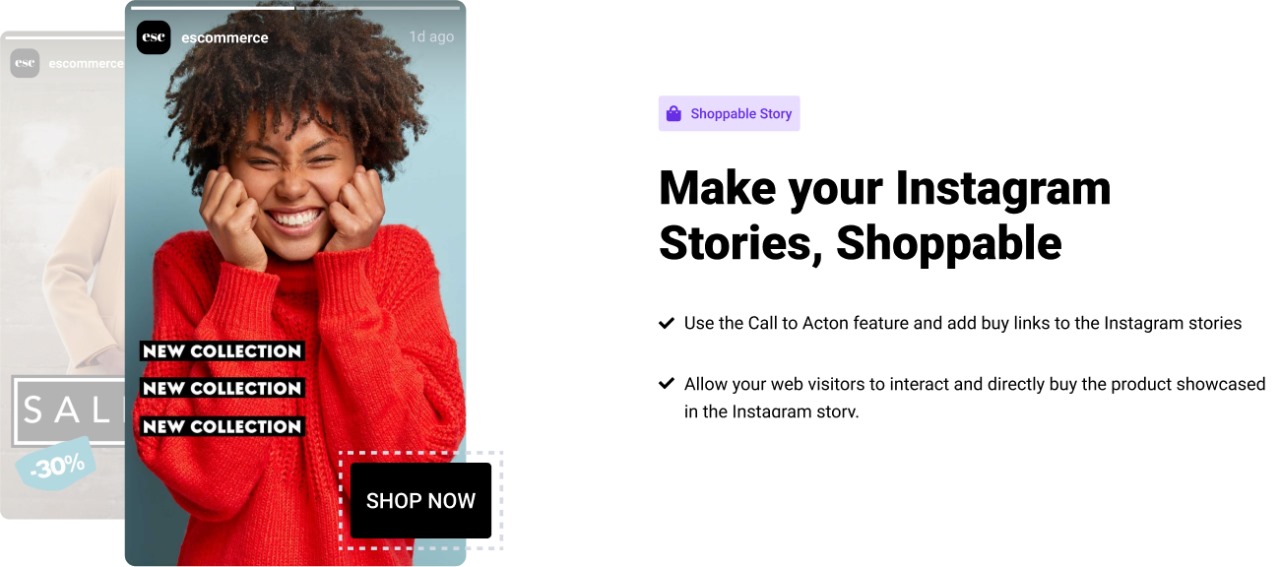 esc escommerce
SAL
-30%
esc escommerce 1d ago
NEW COLLECTION
NEW COLLECTION
NEW COLLECTION
SHOP NOW
Shoppable Story
Make your Instagram
Stories, Shoppable
Use the Call to Acton feature and add buy links to the Instagram stories
Allow your web visitors to interact and directly buy the product showcased
in the Instagram story.